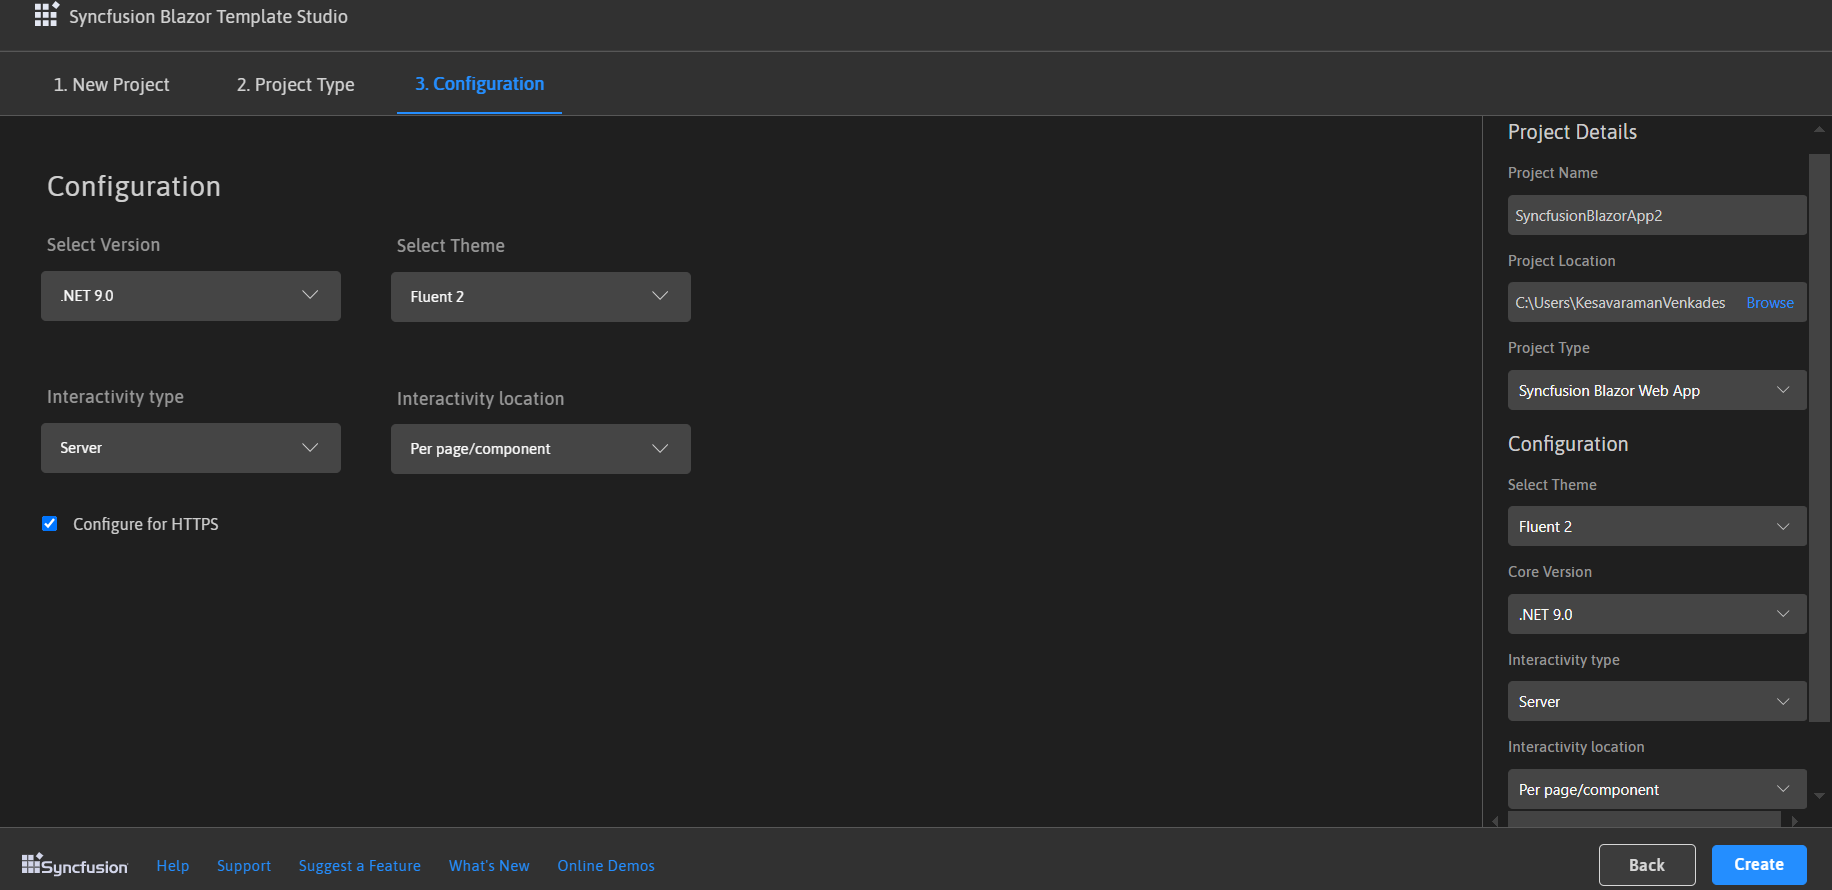 Syncfusion Blazor Template Studio
1. New Project
2. Project Type
3. Configuration
Configuration
Select Version
Select Theme
.NET 9.0
Fluent 2
Interactivity type
Interactivity location
Server
Per page/component
Configure for HTTPS
Project Details
Project Name
SyncfusionBlazorApp2
Project Location
C:\Users\KesavaramanVenkades
Browse
Project Type
Syncfusion Blazor Web App
Configuration
Select Theme
Fluent 2
Core Version
.NET 9.0
Interactivity type
Server
Interactivity location
Per page/component
Syncfusion
Help
Support
Suggest a Feature
What's New
Online Demos
Back
Create